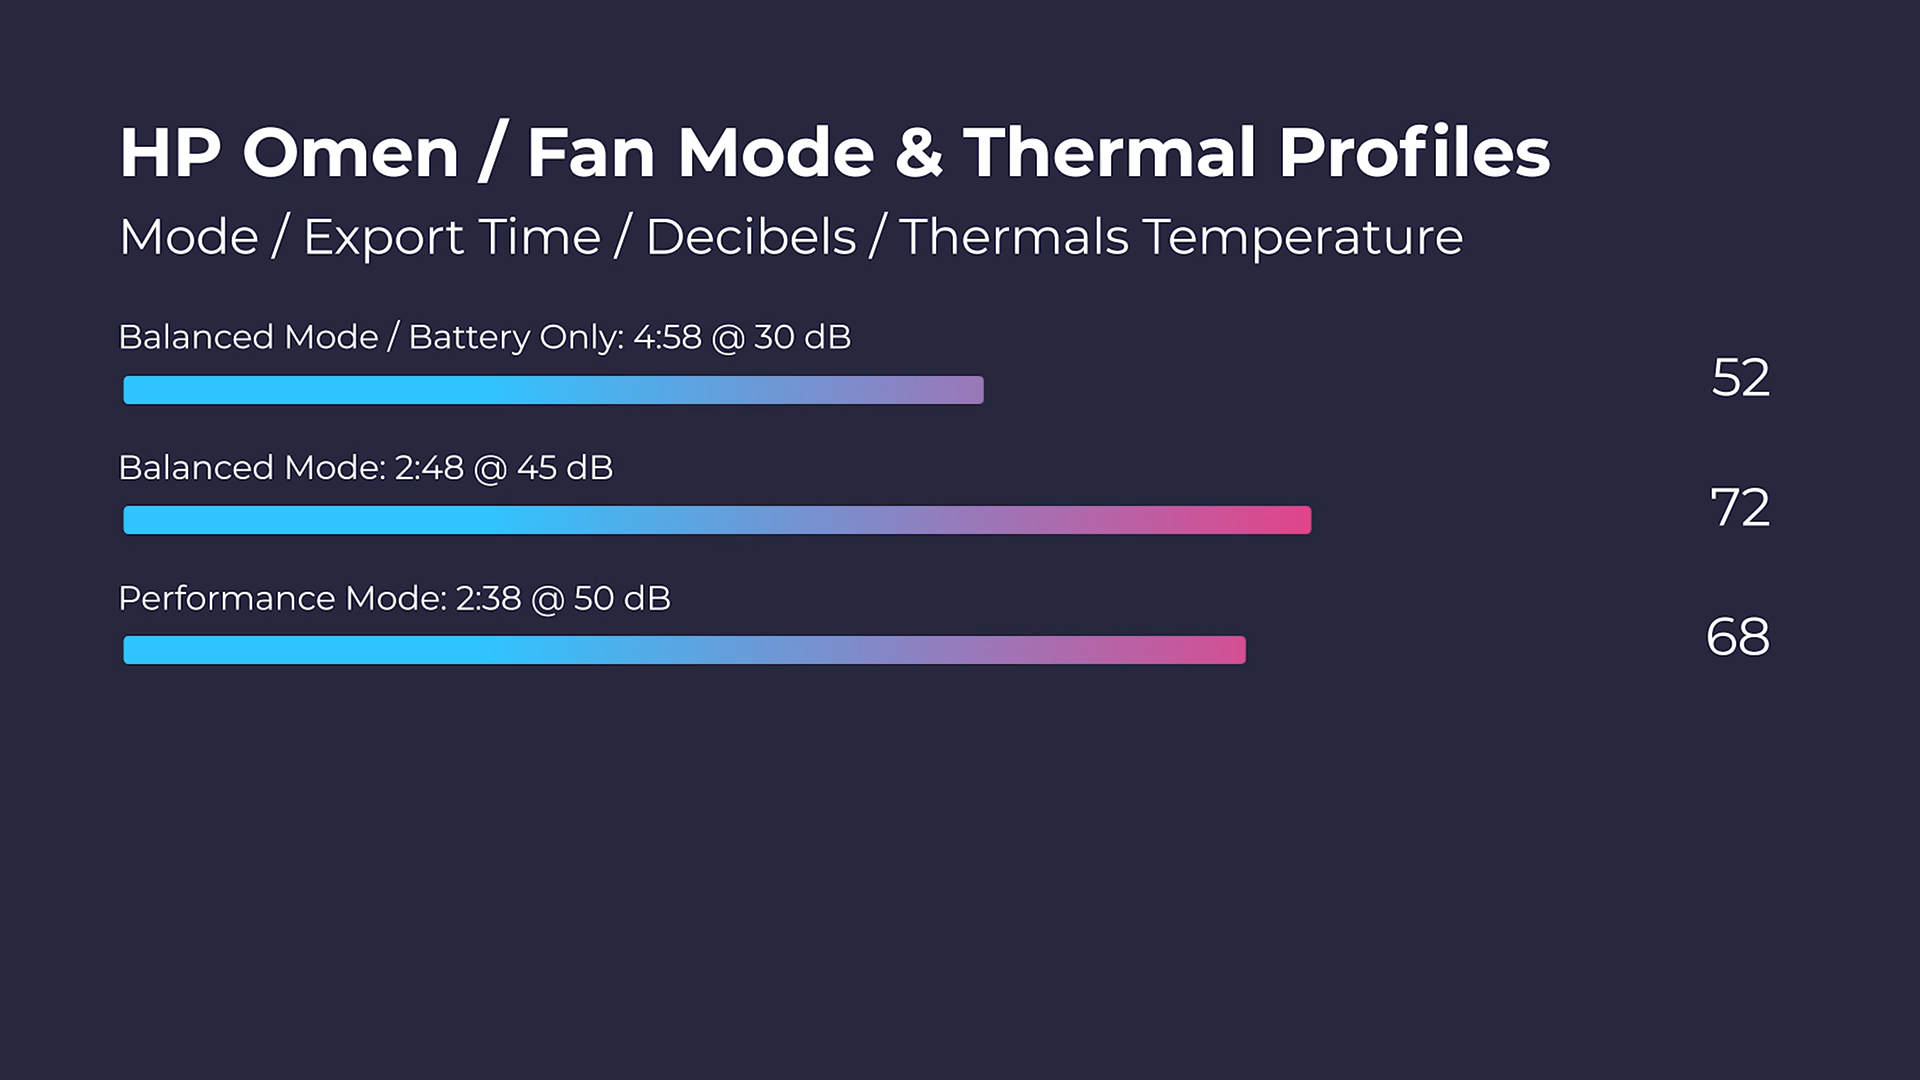 HP Omen / Fan Mode & Thermal Profiles
Mode / Export Time / Decibels / Thermals Temperature
Balanced Mode / Battery Only: 4:58 @ 30 dB
52
Balanced Mode: 2:48 @ 45 dB
72
Performance Mode: 2:38 @ 50 dB
68